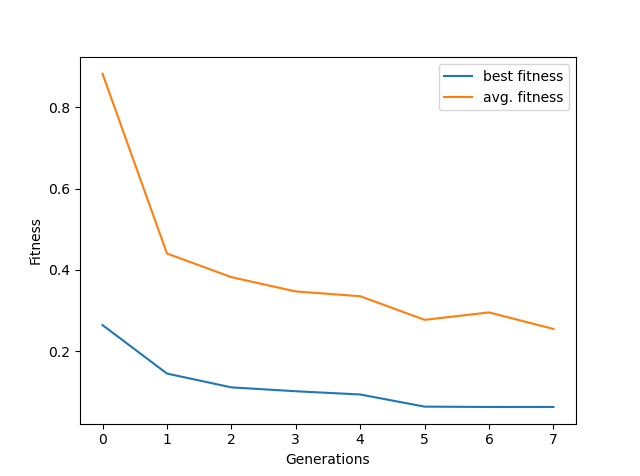 best fitness
avg. fitness
0.8
0.6
0.4
0.2
Fitness
0 1 2 3 4 5 6 7
Generations